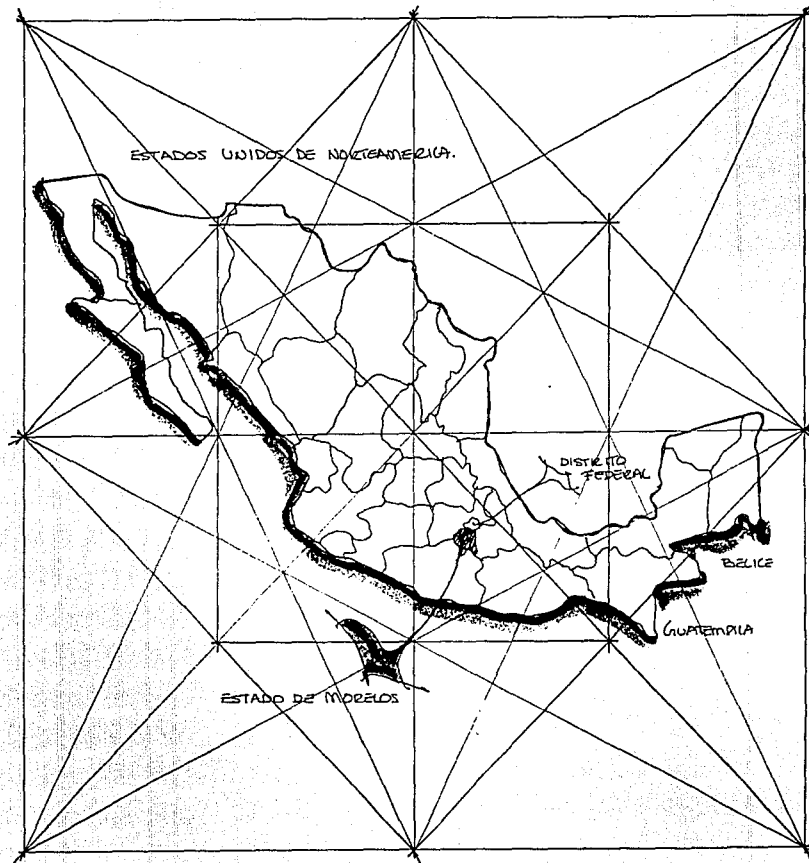 ESTADOS UNIDOS DE NORTEAMERICA.
DISTRITO
FEDERAL
BELICE
GUATEMALA
ESTADO DE MORELOS